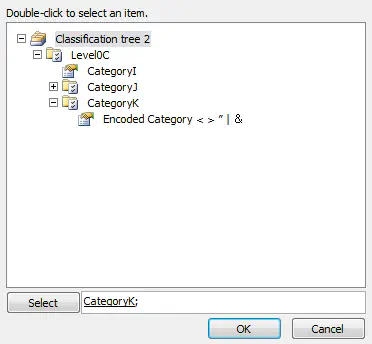 Double-click to select an item.
Classification tree 2
Level0C
CategoryI
CategoryJ
CategoryK
Encoded Category < > " | &
Select CategoryK;
OK Cancel